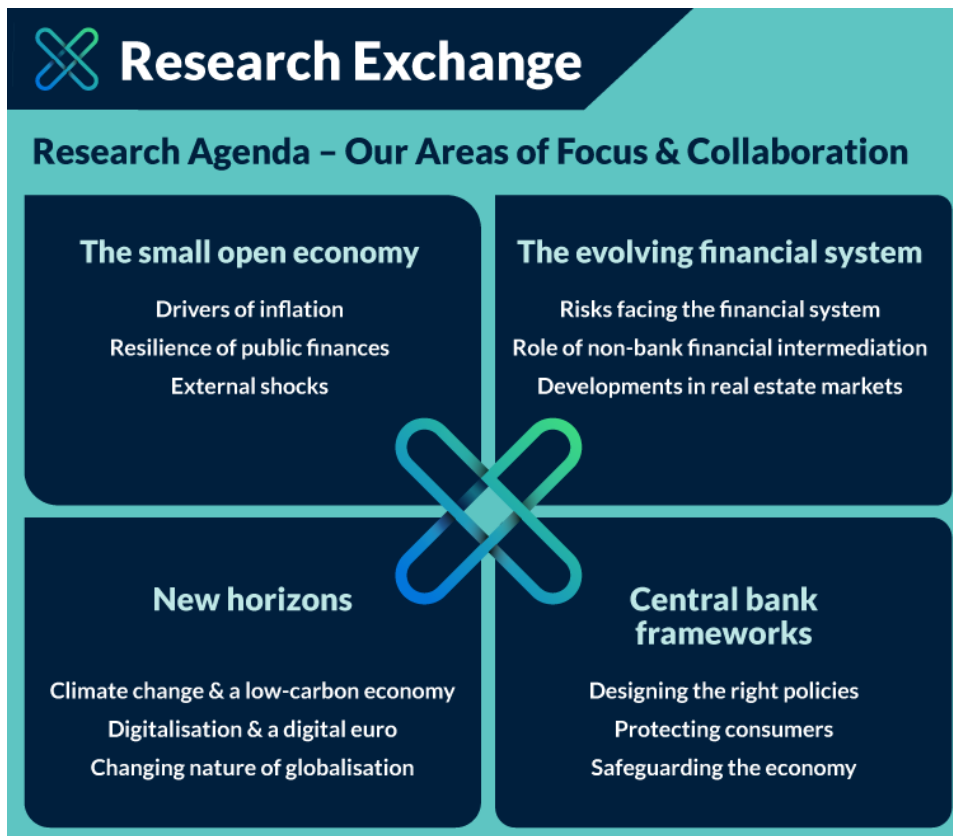 Research Exchange
Research Agenda – Our Areas of Focus & Collaboration
The small open economy
Drivers of inflation
Resilience of public finances
External shocks
The evolving financial system
Risks facing the financial system
Role of non-bank financial intermediation
Developments in real estate markets
New horizons
Climate change & a low-carbon economy
Digitalisation & a digital euro
Changing nature of globalisation
Central bank
frameworks
Designing the right policies
Protecting consumers
Safeguarding the economy